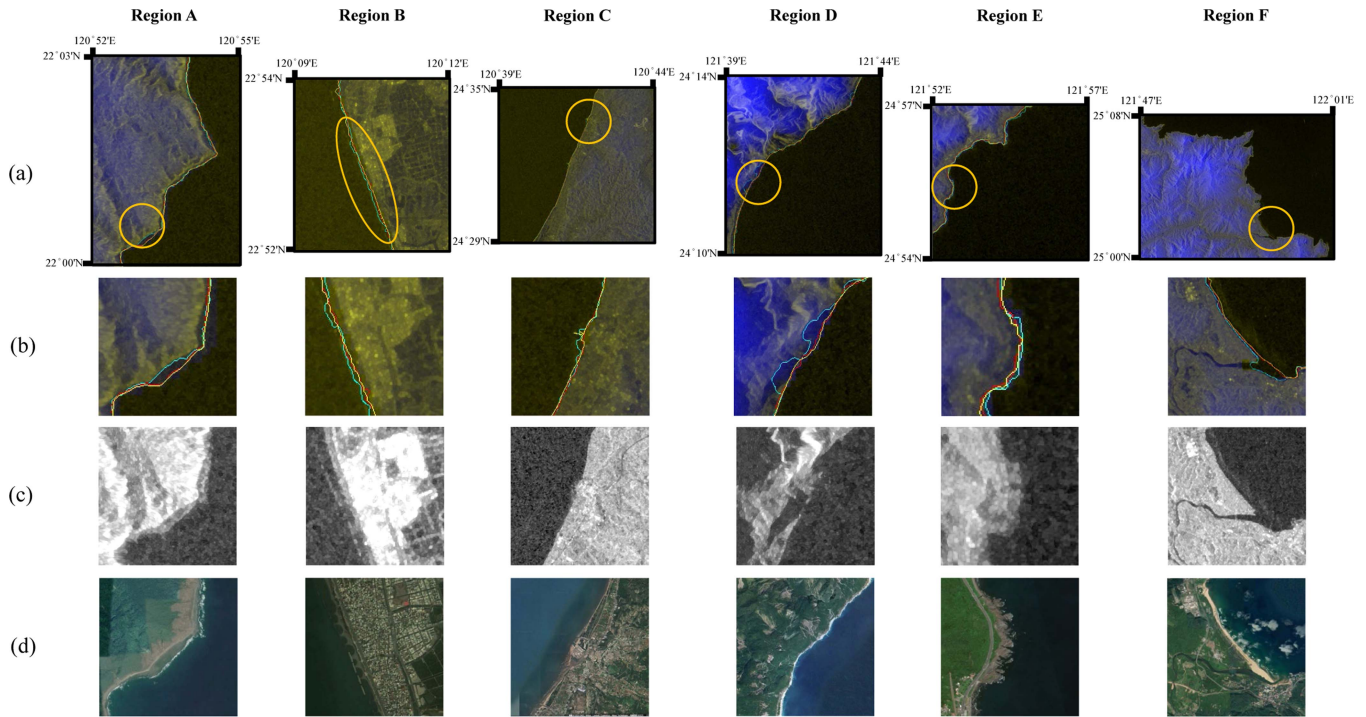 Region A Region B Region C Region D Region E Region F
120°52'E 120°55'E
22°03'N
22°00'N
120°09'E 120°12'E
22°54'N
22°52'N
120°39'E 120°44'E
24°35'N
24°29'N
121°39'E 121°44'E
24°14'N
24°10'N
121°52'E 121°57'E
24°57'N
24°54'N
121°47'E 122°01'E
25°08'N
25°00'N
(a)
(b)
(c)
(d)